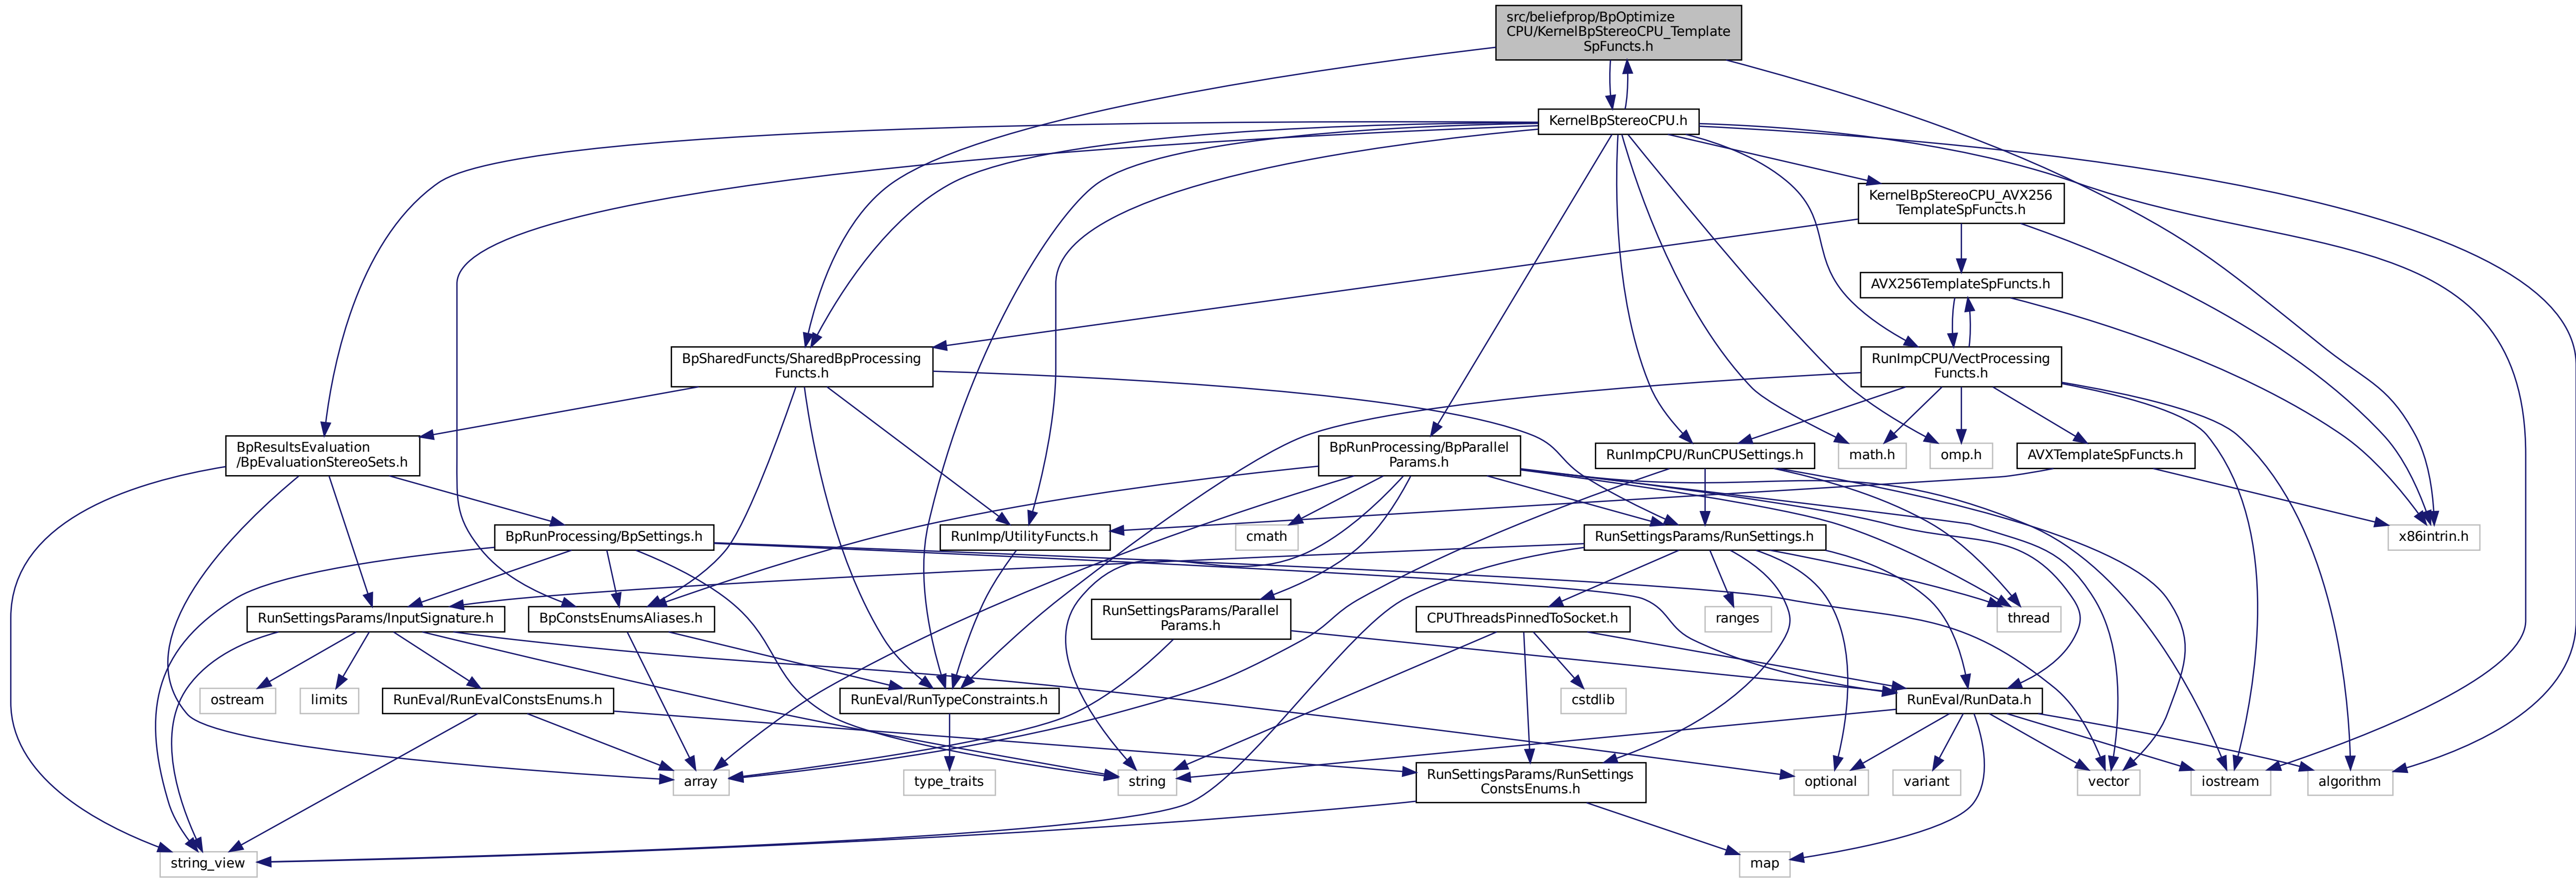 src/beliefprop/BpOptimize
CPU/KernelBpStereoCPU_Template
SpFuncts.h
KernelBpStereoCPU.h
KernelBpStereoCPU_AVX256
TemplateSpFuncts.h
AVX256TemplateSpFuncts.h
BpSharedFuncts/SharedBpProcessing
Functs.h
RunImpCPU/VectProcessing
Functs.h
BpResultsEvaluation
/BpEvaluationStereoSets.h
BpRunProcessing/BpParallel
Params.h
RunImpCPU/RunCPUSettings.h
math.h
omp.h
AVXTemplateSpFuncts.h
BpRunProcessing/BpSettings.h
RunImp/UtilityFuncts.h
cmath
RunSettingsParams/RunSettings.h
x86intrin.h
RunSettingsParams/InputSignature.h
BpConstsEnumsAliases.h
RunSettingsParams/Parallel
Params.h
CPUThreadsPinnedToSocket.h
ranges
thread
ostream
limits
RunEval/RunEvalConstsEnums.h
RunEval/RunTypeConstraints.h
cstdlib
RunEval/RunData.h
array
type_traits
string
RunSettingsParams/RunSettings
ConstsEnums.h
optional
variant
vector
iostream
algorithm
string_view
map